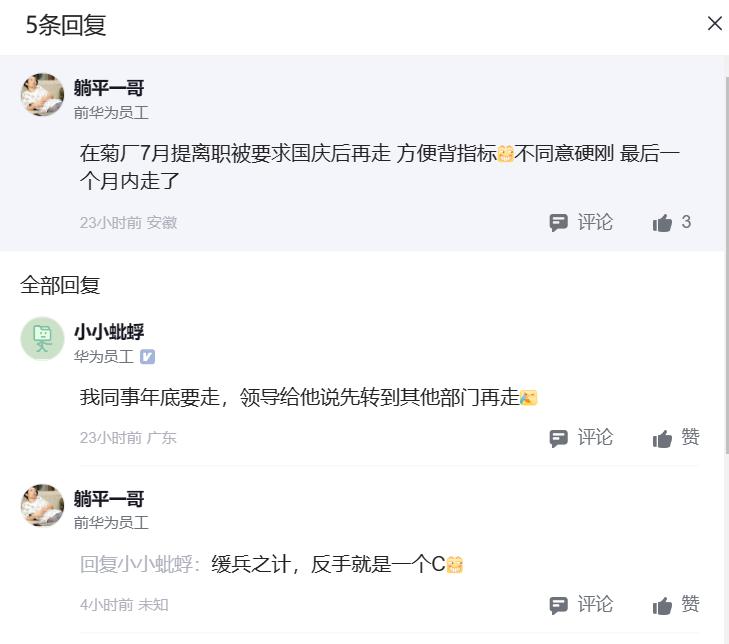 5条回复
躺平一哥
前华为员工
在菊厂7月提离职被要求国庆后再走 方便背指标😁不同意硬刚 最后一
个月内走了
23小时前 安徽
评论
3
全部回复
小小蚍蜉
华为员工
我同事年底要走，领导给他说先转到其他部门再走
23小时前 广东
评论
赞
躺平一哥
前华为员工
回复小小蚍蜉：缓兵之计，反手就是一个C😁
4小时前 未知
评论
赞